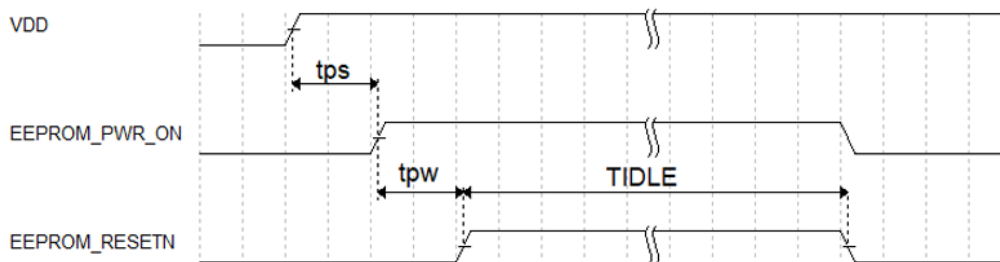 VDD
tps
EEPROM_PWR_ON
tpw
TIDLE
EEPROM_RESETN